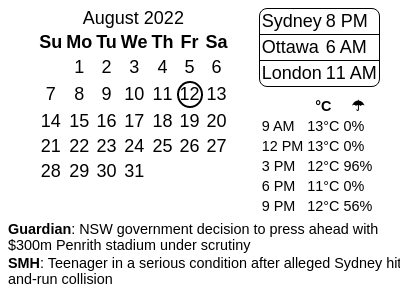 August 2022
Su Mo Tu We Th Fr Sa
1 2 3 4 5 6
7 8 9 10 11 12 13
14 15 16 17 18 19 20
21 22 23 24 25 26 27
28 29 30 31
Sydney 8 PM
Ottawa 6 AM
London 11 AM
°C ☂
9 AM 13°C 0%
12 PM 13°C 0%
3 PM 12°C 96%
6 PM 11°C 0%
9 PM 12°C 56%
Guardian: NSW government decision to press ahead with
$300m Penrith stadium under scrutiny
SMH: Teenager in a serious condition after alleged Sydney hit
and-run collision